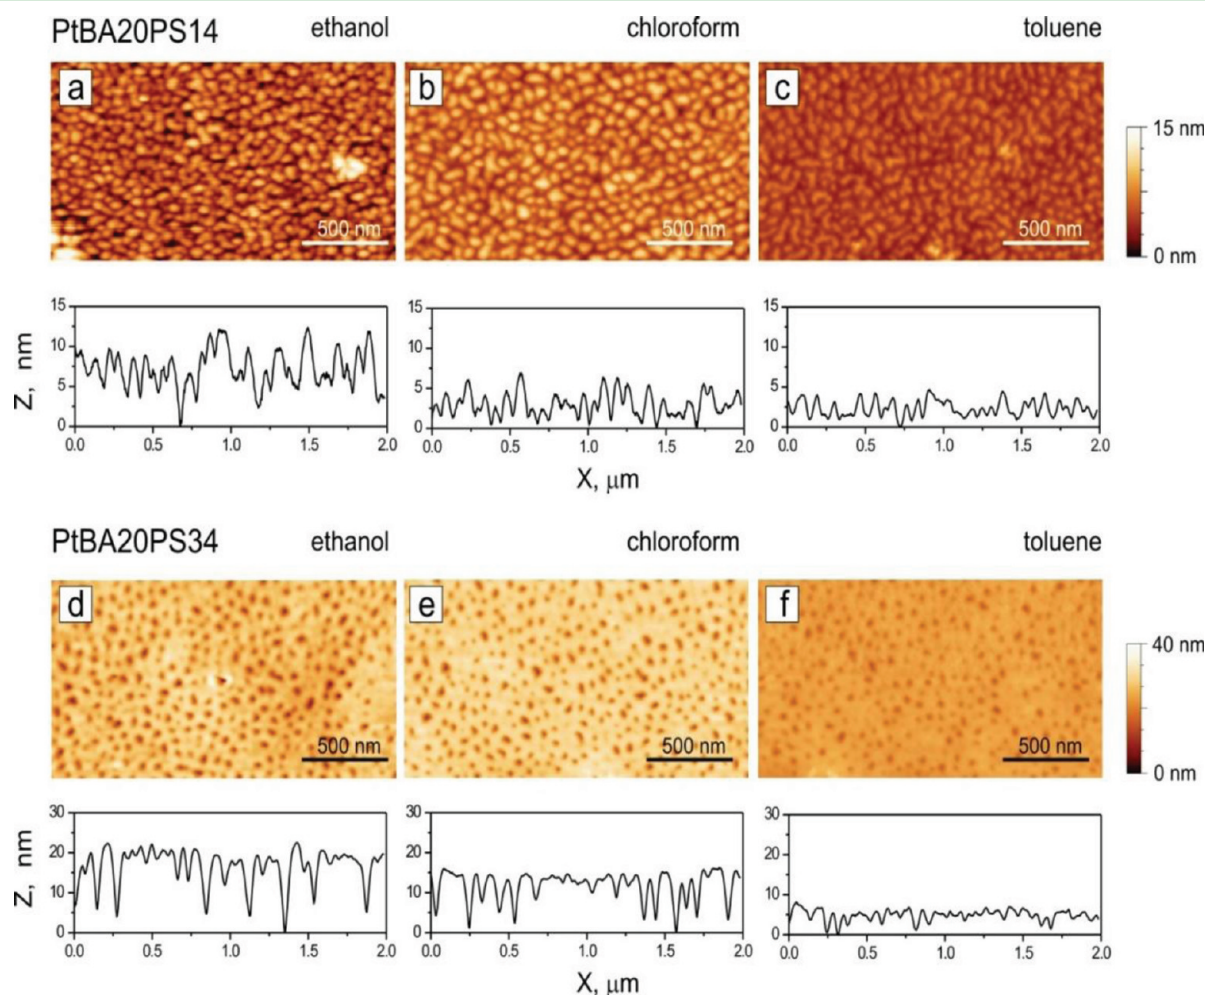 PtBA20PS14 ethanol chloroform toluene
a b c
15 nm
500 nm 500 nm 500 nm
0 nm
15 15 15
10 10 10
5 5 5
0 0 0
0.0 0.5 1.0 1.5 2.0 0.0 0.5 1.0 1.5 2.0 0.0 0.5 1.0 1.5 2.0
Z, nm
X, μm
PtBA20PS34 ethanol chloroform toluene
d e f
40 nm
500 nm 500 nm 500 nm
0 nm
30 30 30
20 20 20
10 10 10
0 0 0
0.0 0.5 1.0 1.5 2.0 0.0 0.5 1.0 1.5 2.0 0.0 0.5 1.0 1.5 2.0
Z, nm
X, μm